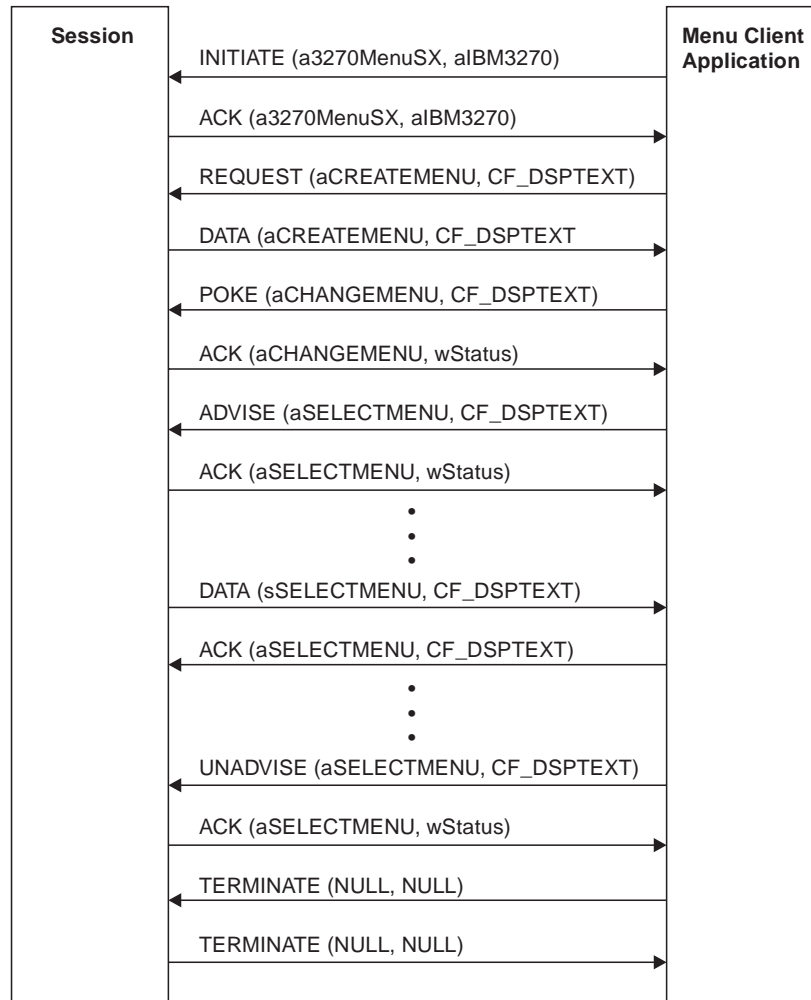 Session
Menu Client
Application
INITIATE (a3270MenuSX, aIBM3270)
ACK (a3270MenuSX, aIBM3270)
REQUEST (aCREATEMENU, CF_DSPTEXT)
DATA (aCREATEMENU, CF_DSPTEXT
POKE (aCHANGEMENU, CF_DSPTEXT)
ACK (aCHANGEMENU, wStatus)
ADVISE (aSELECTMENU, CF_DSPTEXT)
ACK (aSELECTMENU, wStatus)
DATA (sSELECTMENU, CF_DSPTEXT)
ACK (aSELECTMENU, CF_DSPTEXT)
UNADVISE (aSELECTMENU, CF_DSPTEXT)
ACK (aSELECTMENU, wStatus)
TERMINATE (NULL, NULL)
TERMINATE (NULL, NULL)